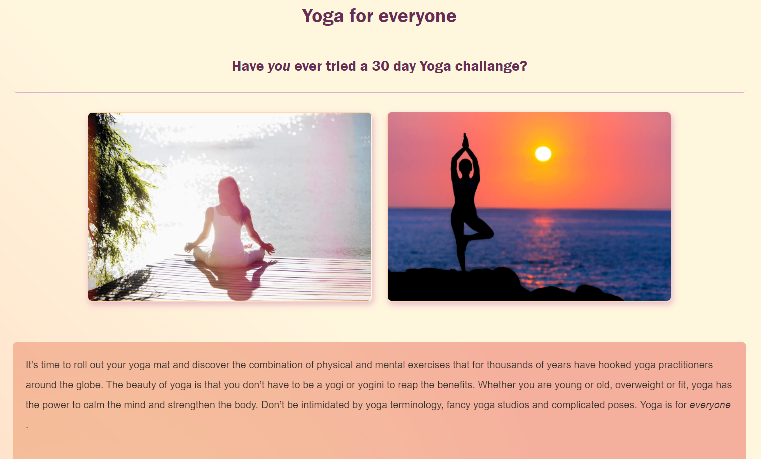 Yoga for everyone
Have you ever tried a 30 day Yoga challange?
It's time to roll out your yoga mat and discover the combination of physical and mental exercises that for thousands of years have hooked yoga practitioners
around the globe. The beauty of yoga is that you don't have to be a yogi or yogini to reap the benefits. Whether you are young or old, overweight or fit, yoga has
the power to calm the mind and strengthen the body. Don't be intimidated by yoga terminology, fancy yoga studios and complicated poses. Yoga is for everyone
.